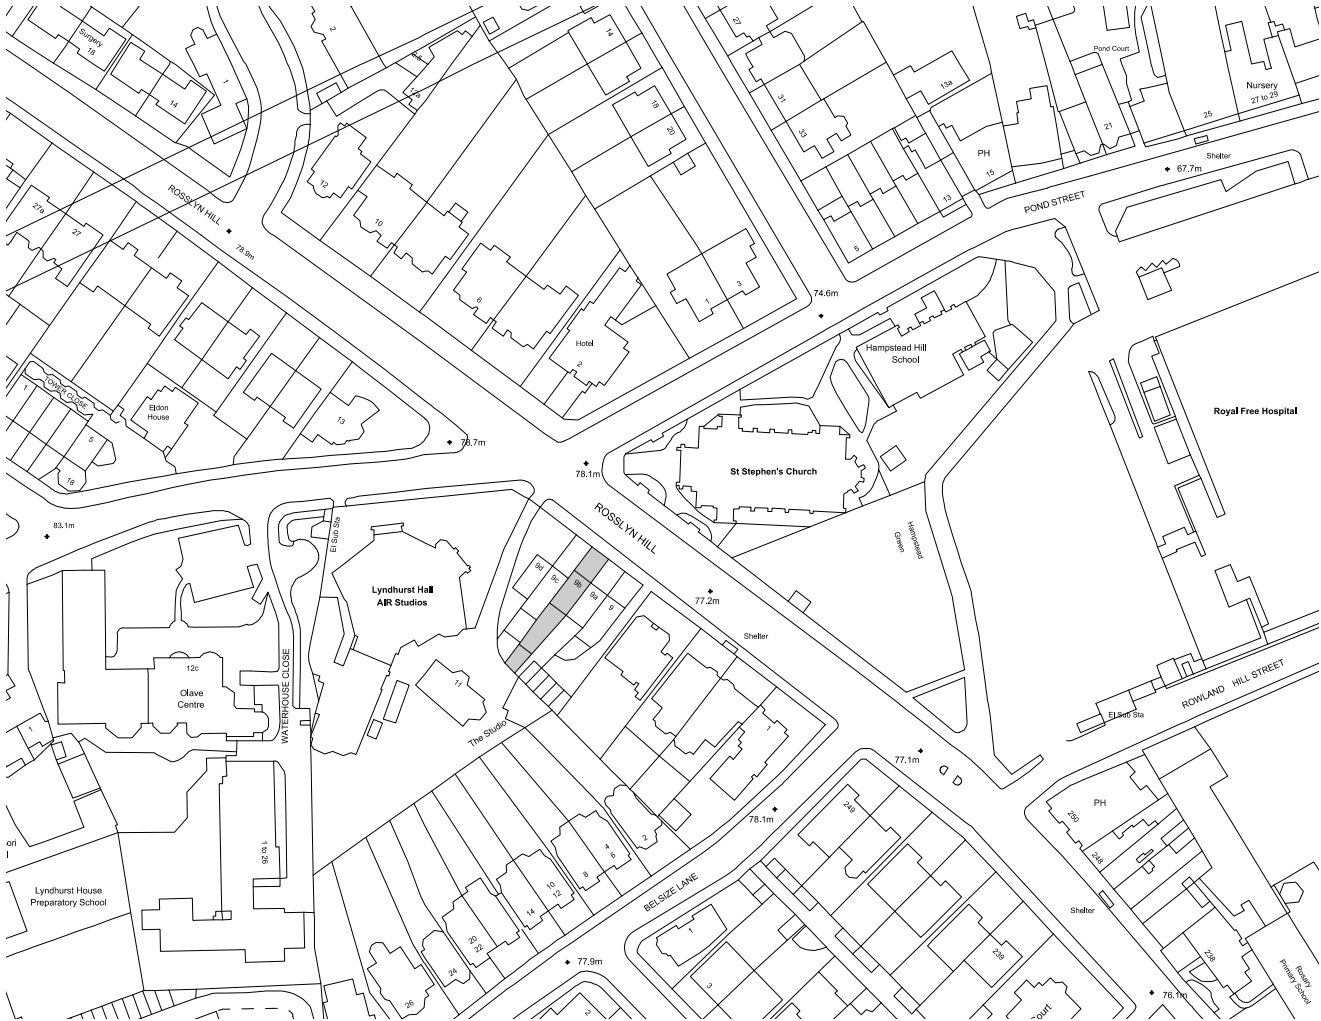 Surgery
18
14
1
2
8.5
12a
14
18
20
27
31
33
13a
Pond Court
Nursery
27 to 29
25
21
PH
15
13
5
Shelter
67.7m
POND STREET
12
10
6
3
1
Hotel
2
74.6m
ROSSLYN HILL
78.9m
27a
27
TOWER CLOSE
1
5
18
Eldon
House
13
78.7m
78.1m
Hampstead Hill
School
St Stephen's Church
Royal Free Hospital
ROSSLYN HILL
Hampstead
Green
83.1m
El Sub Sta
Lyndhurst Hall
AIR Studios
9d
9c
9b
9a
9
77.2m
Shelter
12c
Olave
Centre
WATERHOUSE CLOSE
11
The Studio
1
1
ROWLAND HILL STREET
El Sub Sta
77.1m
78.1m
249
PH
250
248
1 to 26
2
4
6
8
10
12
14
20
22
24
26
Lyndhurst House
Preparatory School
BELSIZE LANE
77.9m
1
3
2
239
Court
Shelter
238
76.1m
Rosary
Primary School